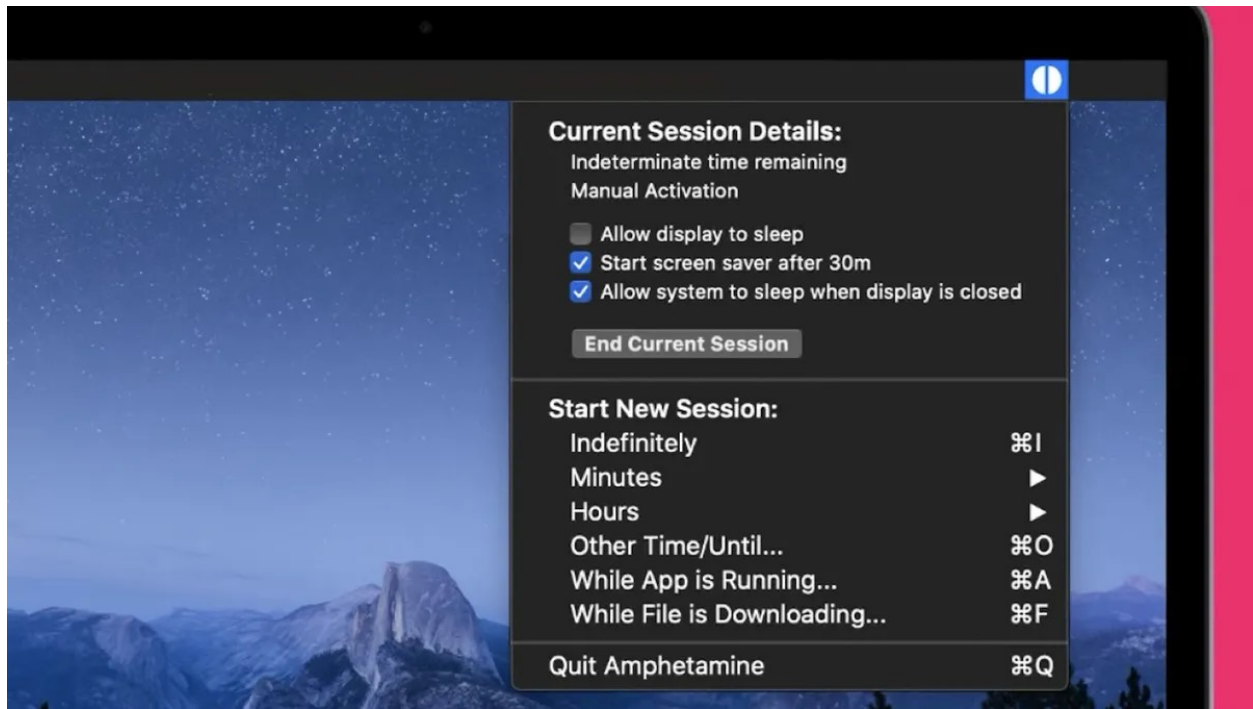 Current Session Details:
Indeterminate time remaining
Manual Activation
Allow display to sleep
Start screen saver after 30m
Allow system to sleep when display is closed
End Current Session
Start New Session:
Indefinitely ⌘I
Minutes ▶
Hours ▶
Other Time/Until... ⌘O
While App is Running... ⌘A
While File is Downloading... ⌘F
Quit Amphetamine ⌘Q